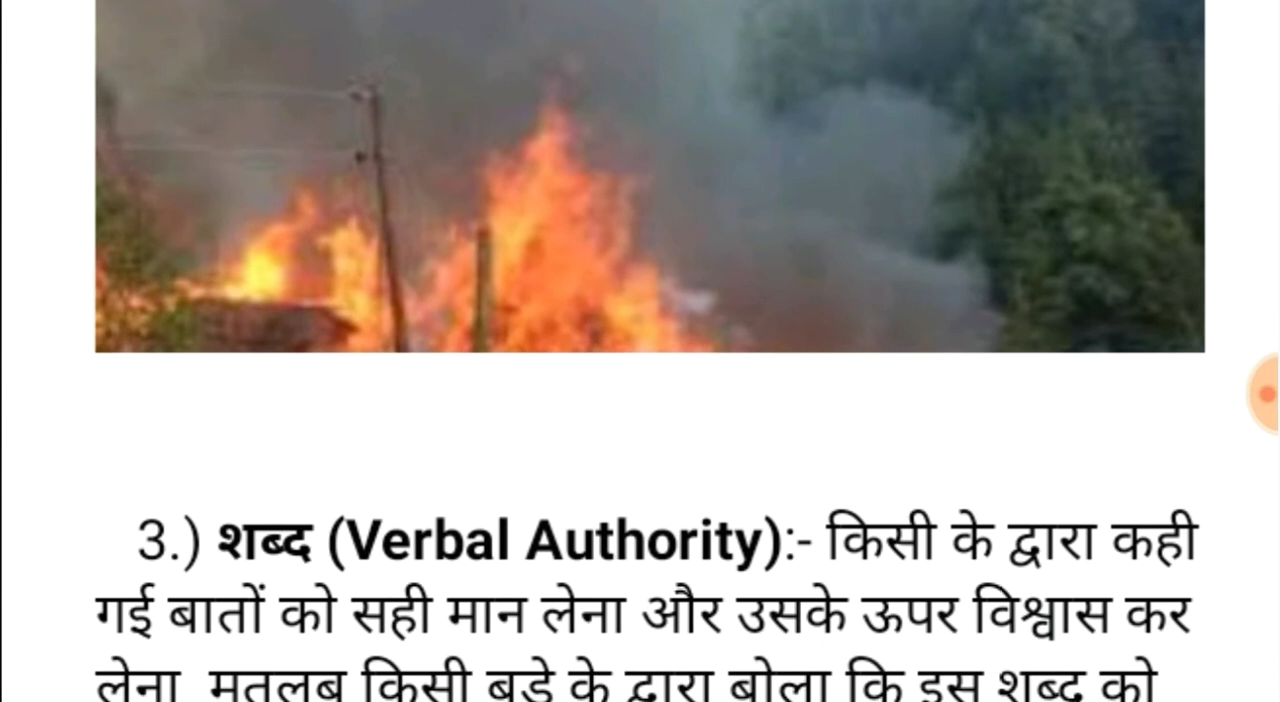 3.) शब्द (Verbal Authority):- किसी के द्वारा कही
गई बातों को सही मान लेना और उसके ऊपर विश्वास कर
लेना मतलब किसी बड़े के द्वारा बोला कि इस शब्द को